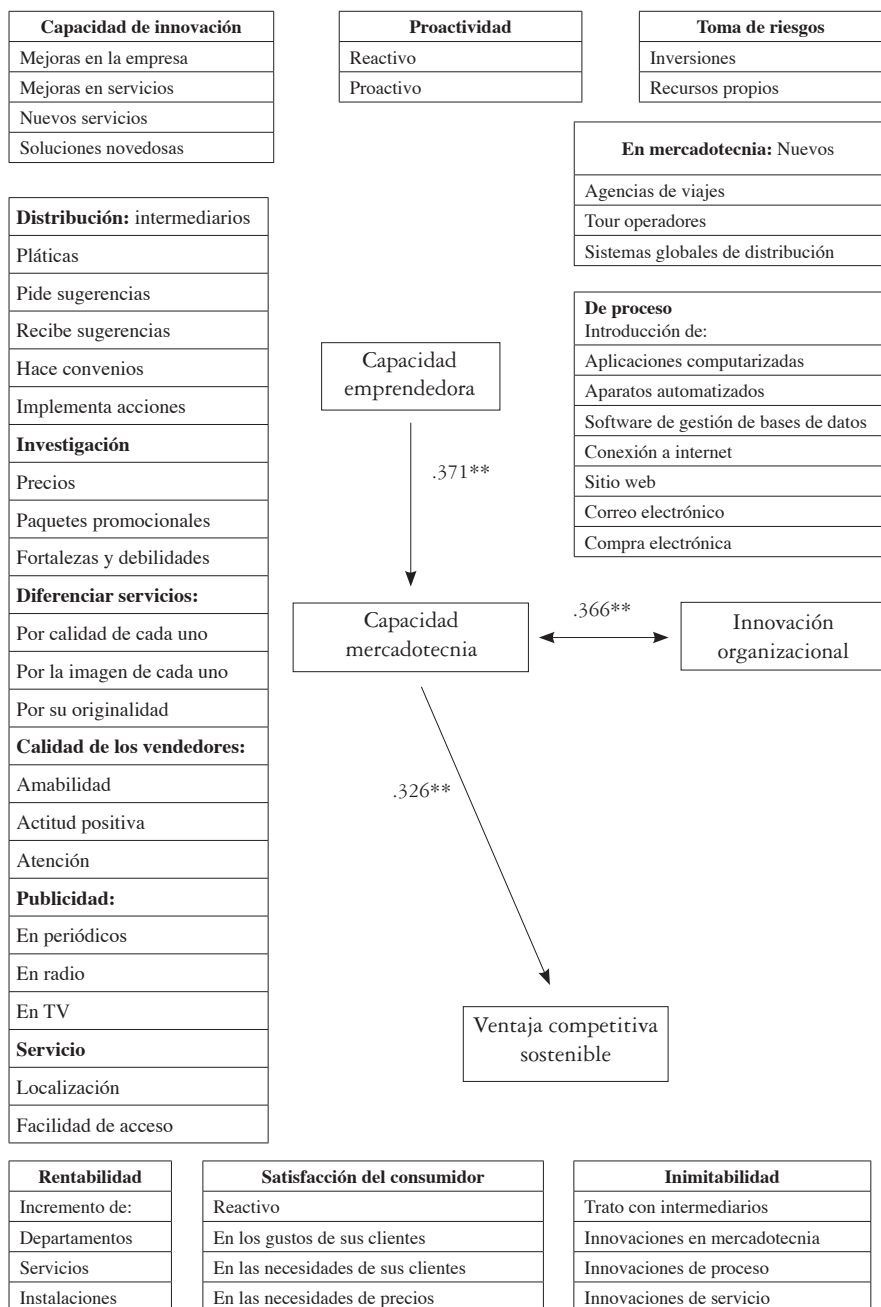 Capacidad de innovación
Mejoras en la empresa
Mejoras en servicios
Nuevos servicios
Soluciones novedosas
Proactividad
Reactivo
Proactivo
Toma de riesgos
Inversiones
Recursos propios
En mercadotecnia: Nuevos
Agencias de viajes
Tour operadores
Sistemas globales de distribución
Distribución: intermediarios
Pláticas
Pide sugerencias
Recibe sugerencias
Hace convenios
Implementa acciones
Investigación
Precios
Paquetes promocionales
Fortalezas y debilidades
Diferenciar servicios:
Por calidad de cada uno
Por la imagen de cada uno
Por su originalidad
Calidad de los vendedores:
Amabilidad
Actitud positiva
Atención
Publicidad:
En periódicos
En radio
En TV
Servicio
Localización
Facilidad de acceso
De proceso
Introducción de:
Aplicaciones computarizadas
Aparatos automatizados
Software de gestión de bases de datos
Conexión a internet
Sitio web
Correo electrónico
Compra electrónica
Capacidad
emprendedora
.371**
Capacidad
mercadotecnia
.366**
Innovación
organizacional
.326**
Ventaja competitiva
sostenible
Rentabilidad
Incremento de:
Departamentos
Servicios
Instalaciones
Satisfacción del consumidor
Reactivo
En los gustos de sus clientes
En las necesidades de sus clientes
En las necesidades de precios
Inimitabilidad
Trato con intermediarios
Innovaciones en mercadotecnia
Innovaciones de proceso
Innovaciones de servicio